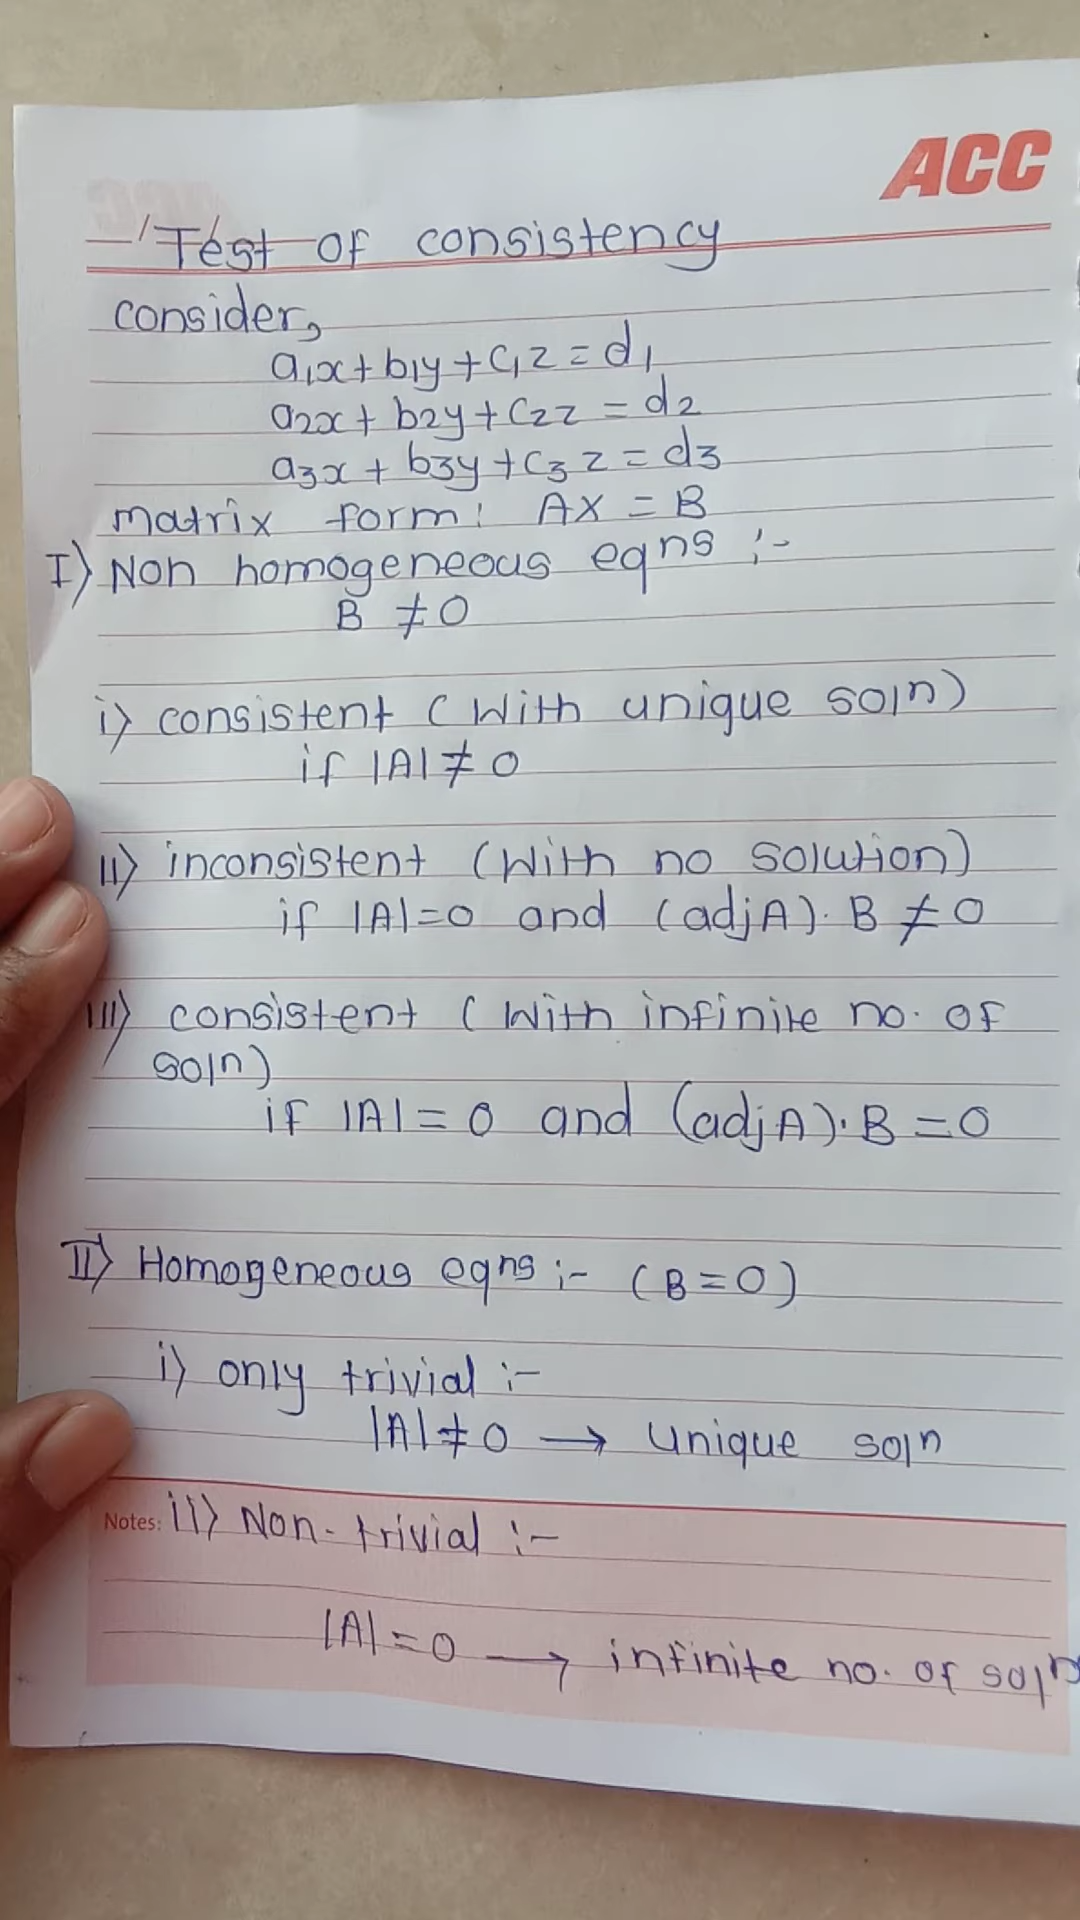 ACC
Test of consistency
consider,
a₁x + b₁y + c₁z = d₁
a₂x + b₂y + c₂z = d₂
a₃x + b₃y + c₃z = d₃
matrix form: AX = B
I) Non homogeneous eqns :-
B ≠ 0
i) consistent (With unique soln)
if |A| ≠ 0
ii) inconsistent (With no solution)
if |A| = 0 and (adjA). B ≠ 0
iii) consistent (With infinite no. of
soln)
if |A| = 0 and (adjA). B = 0
II) Homogeneous eqns :- (B = 0)
i) only trivial :-
|A| ≠ 0 → unique soln
Notes: ii) Non-trivial :-
|A| = 0 → infinite no. of soln